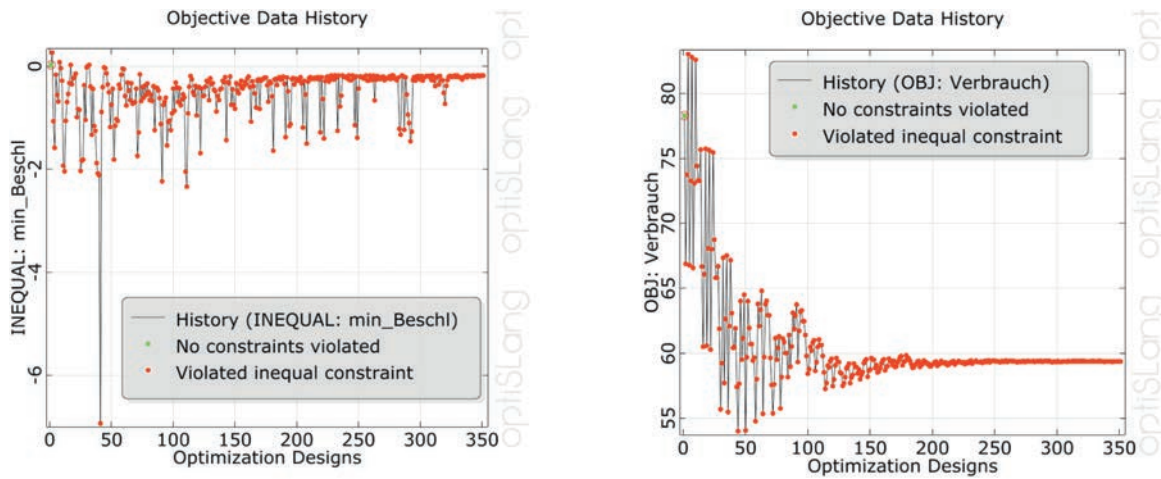 Objective Data History
INEQUAL: min_Beschl
0
-2
-4
-6
History (INEQUAL: min_Beschl)
No constraints violated
Violated inequal constraint
0 50 100 150 200 250 300 350
Optimization Designs
optiSLang opt
Objective Data History
OBJ: Verbrauch
80
75
70
65
60
55
History (OBJ: Verbrauch)
No constraints violated
Violated inequal constraint
0 50 100 150 200 250 300 350
Optimization Designs
optiSLang optiSLang opt